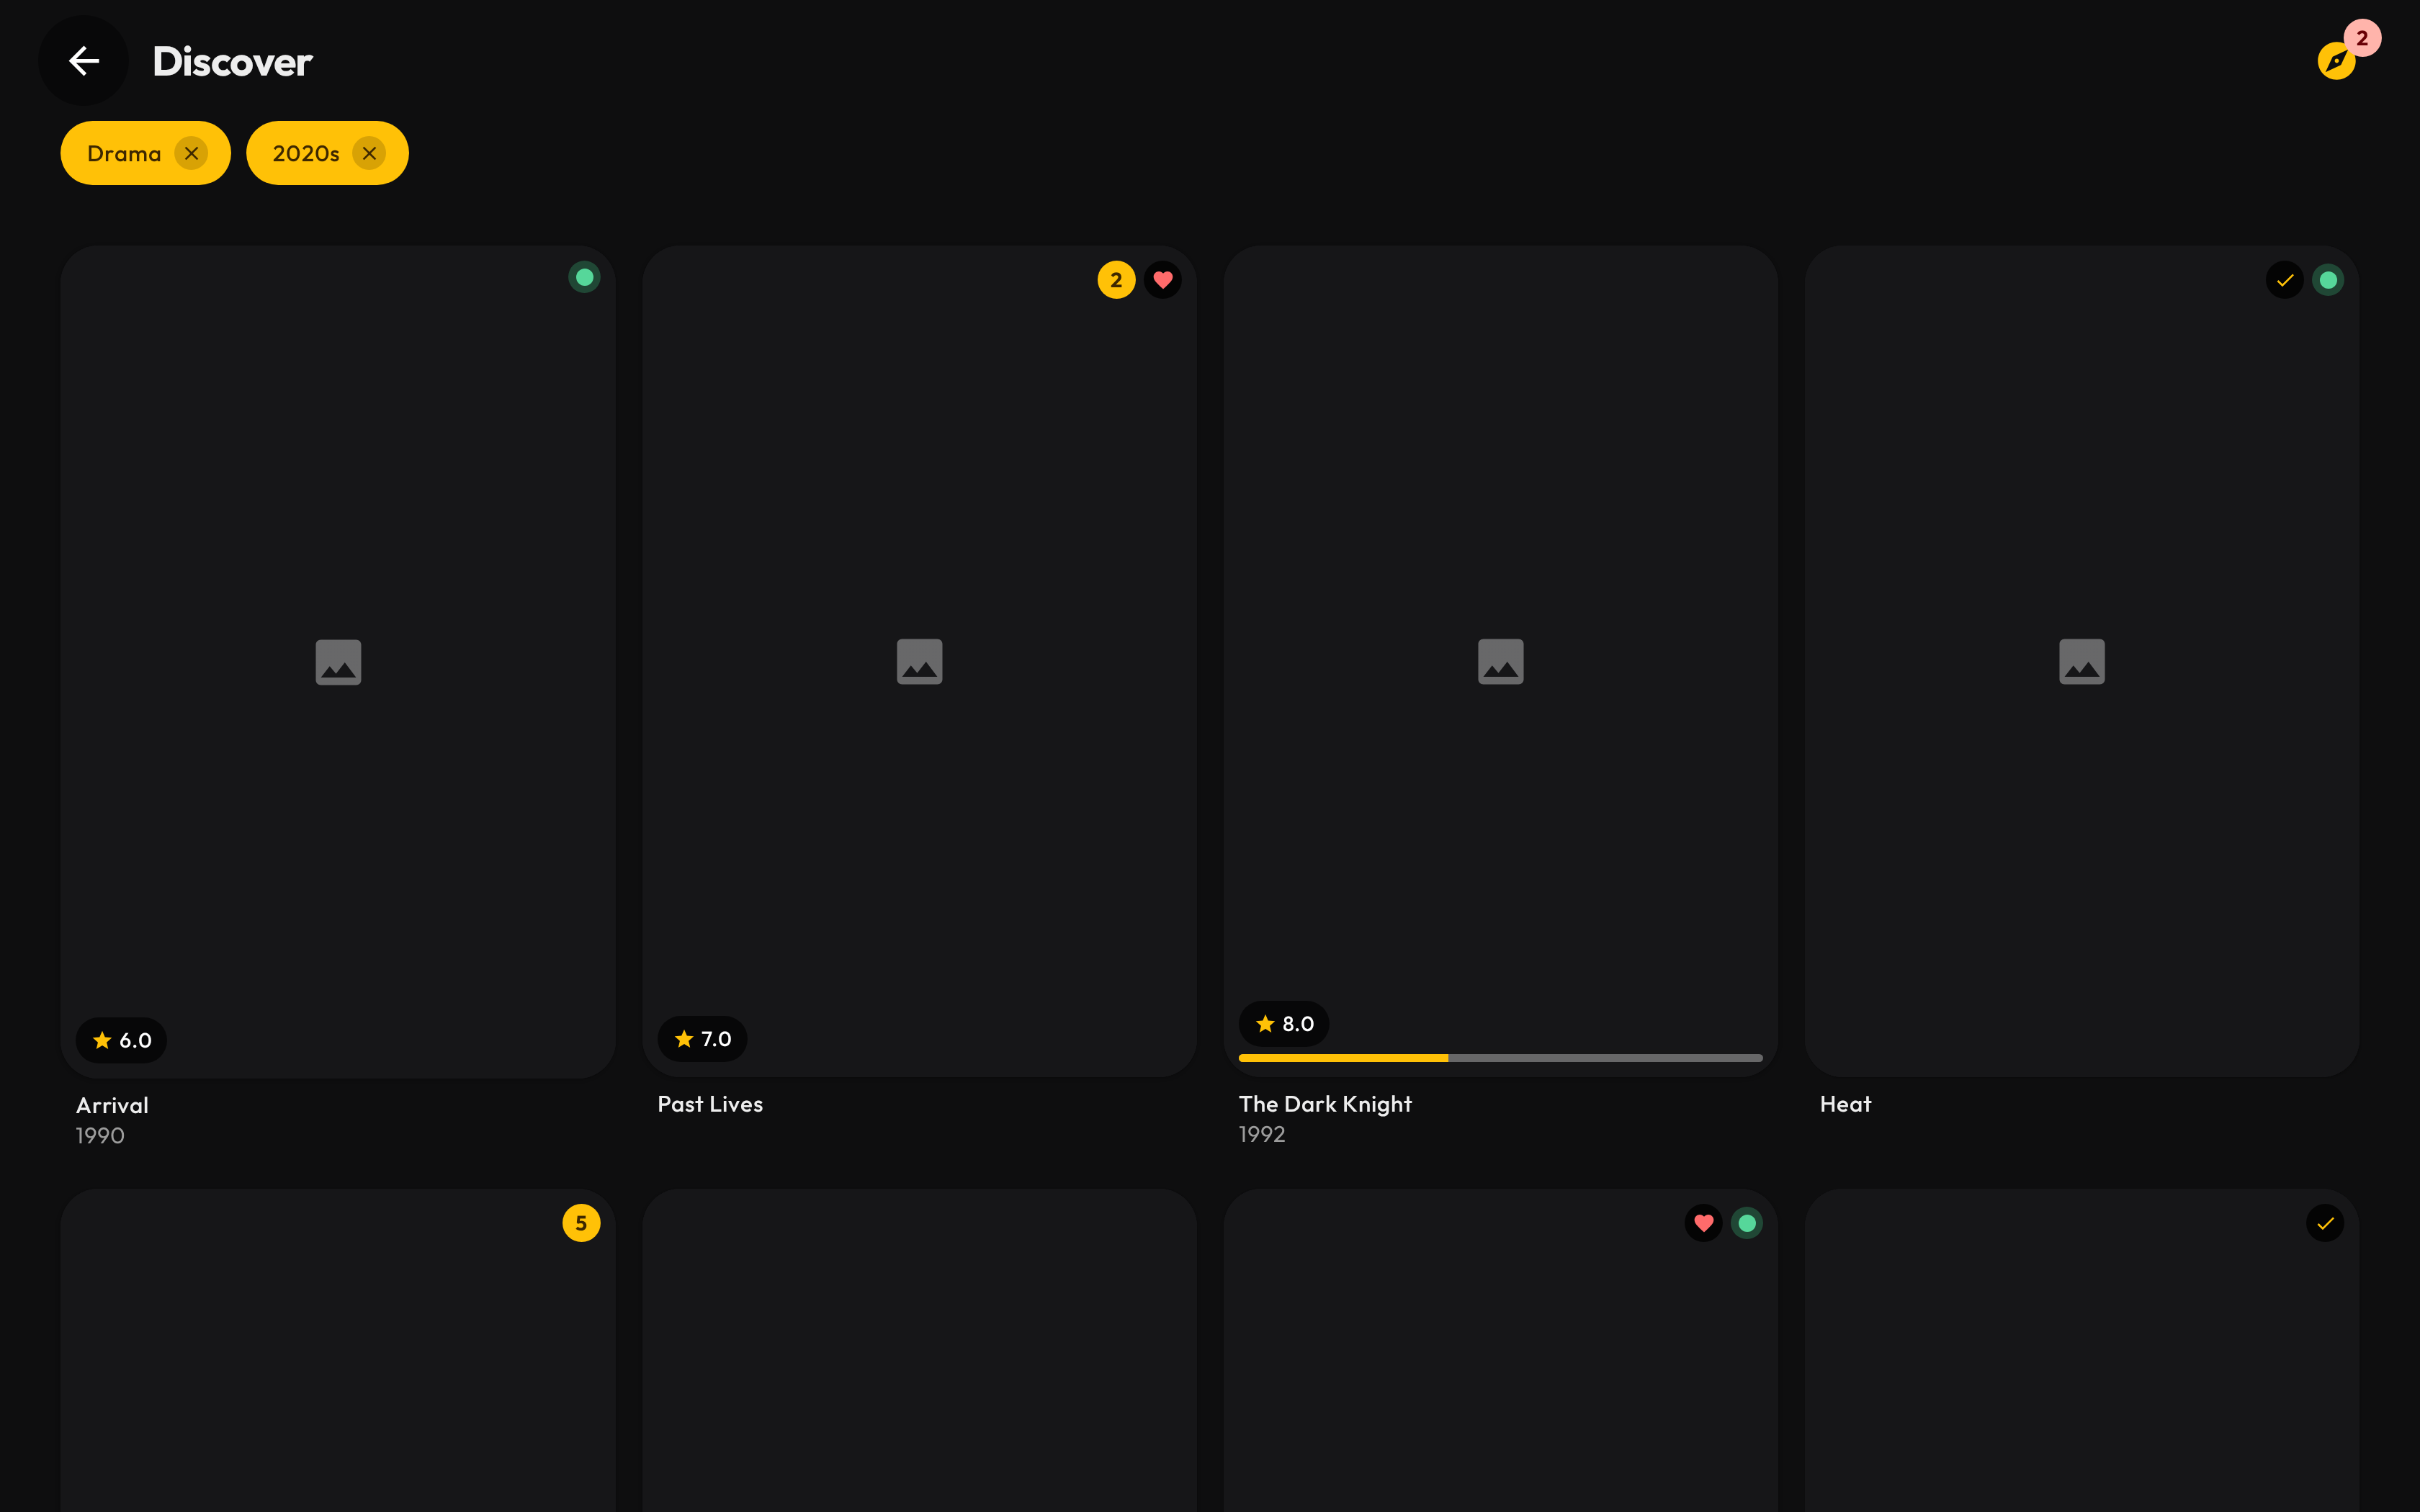 Discover
2
Drama
2020s
2
6.0
7.0
8.0
Arrival
1990
Past Lives
The Dark Knight
1992
Heat
5